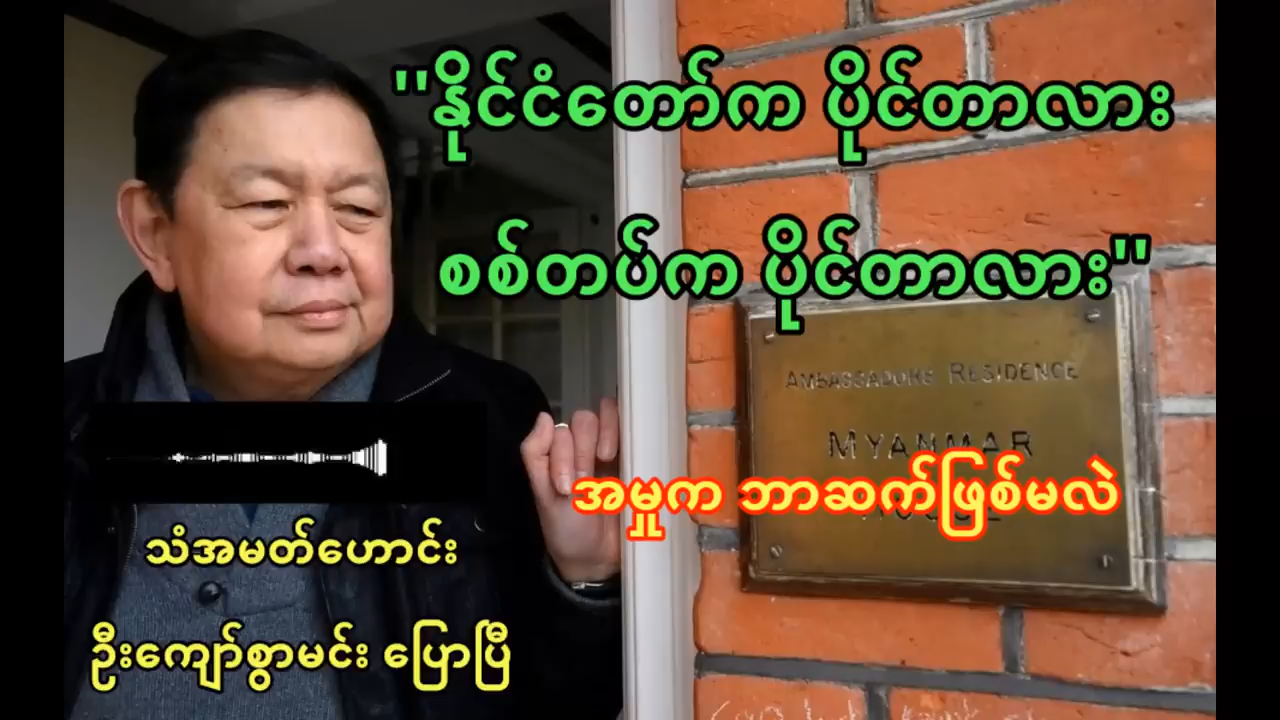 "နိုင်ငံတော်က ပိုင်တာလား
စစ်တပ်က ပိုင်တာလား"
AMBASSADORS RESIDENCE
MYANMAR
အမှုက ဘာဆက်ဖြစ်မလဲ
သံအမတ်ဟောင်း
ဦးကျော်စွာမင်း ပြောပြီ